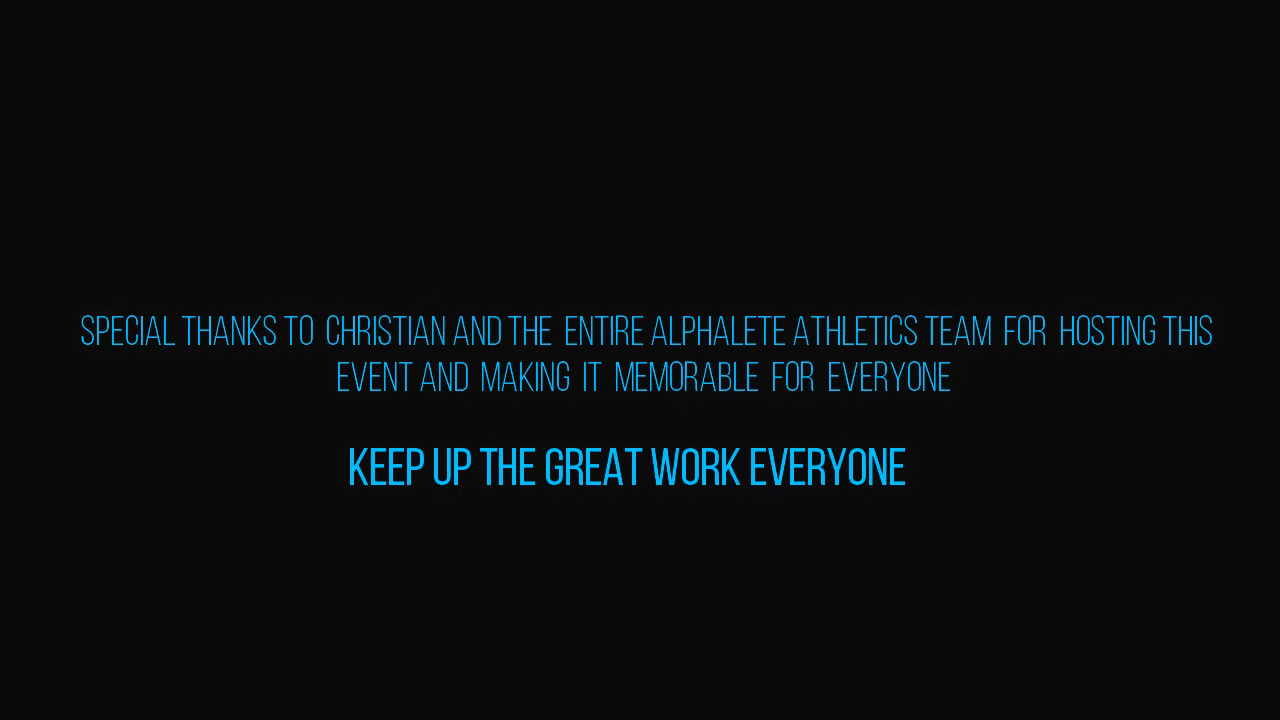 SPECIAL THANKS TO CHRISTIAN AND THE ENTIRE ALPHALETE ATHLETICS TEAM FOR HOSTING THIS
EVENT AND MAKING IT MEMORABLE FOR EVERYONE
KEEP UP THE GREAT WORK EVERYONE